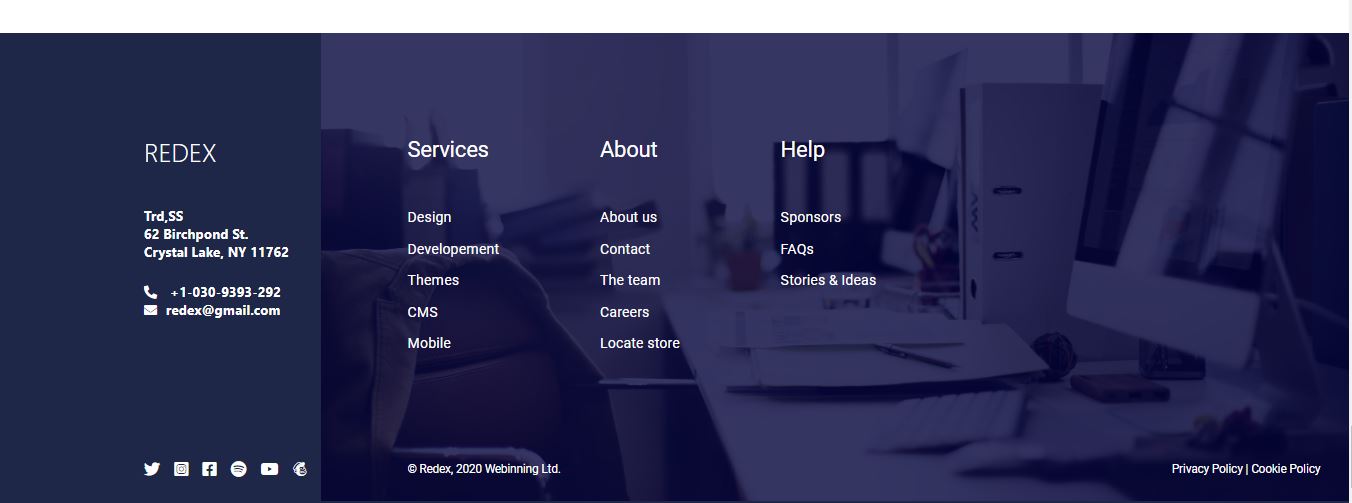 REDEX
Trd,SS
62 Birchpond St.
Crystal Lake, NY 11762
+1-030-9393-292
redex@gmail.com
Services
Design
Developement
Themes
CMS
Mobile
About
About us
Contact
The team
Careers
Locate store
Help
Sponsors
FAQs
Stories & Ideas
© Redex, 2020 Webinning Ltd.
Privacy Policy | Cookie Policy